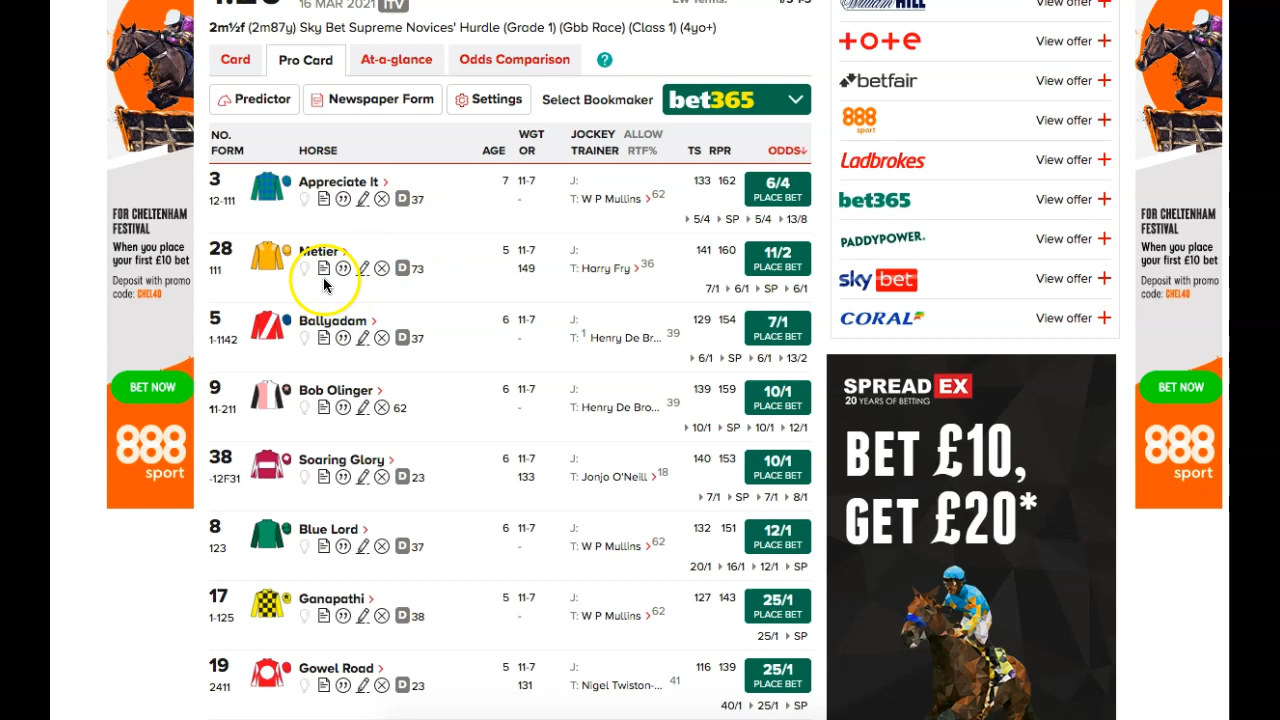 16 MAR 2021 ITV
2m½f (2m87y) Sky Bet Supreme Novices' Hurdle (Grade 1) (Gbb Race) (Class 1) (4yo+)
Card
Pro Card
At-a-glance
Odds Comparison
?
Predictor
Newspaper Form
Settings
Select Bookmaker
bet365
NO. WGT JOCKEY ALLOW
FORM HORSE AGE OR TRAINER RTF% TS RPR ODDS↓
3 Appreciate It > 7 11-7 J: 133 162 6/4
12-111 D 37 - T: W P Mullins > 62 PLACE BET
5/4 SP 5/4 13/8
28 Metier 5 11-7 J: 141 160 11/2
111 D 73 149 T: Harry Fry > 36 PLACE BET
7/1 6/1 SP 6/1
5 Ballyadam > 6 11-7 J: 129 154 7/1
1-1142 D 37 - T: 1 Henry De Br... 39 PLACE BET
6/1 SP 6/1 13/2
9 Bob Olinger > 6 11-7 J: 139 159 10/1
11-211 62 - T: Henry De Bro... 39 PLACE BET
10/1 SP 10/1 12/1
38 Soaring Glory > 6 11-7 J: 140 153 10/1
-12F31 D 23 133 T: Jonjo O'Neill > 18 PLACE BET
7/1 SP 7/1 8/1
8 Blue Lord > 6 11-7 J: 132 151 12/1
123 D 37 - T: W P Mullins > 62 PLACE BET
20/1 16/1 12/1 SP
17 Ganapathi > 5 11-7 J: 127 143 25/1
1-125 D 38 - T: W P Mullins > 62 PLACE BET
25/1 SP
19 Gowel Road > 5 11-7 J: 116 139 25/1
2411 D 23 131 T: Nigel Twiston-... 41 PLACE BET
40/1 25/1 SP
William HILL View offer +
tote View offer +
betfair View offer +
888 sport View offer +
Ladbrokes View offer +
bet365 View offer +
PADDYPOWER. View offer +
sky bet View offer +
CORAL View offer +
SPREAD EX
20 YEARS OF BETTING
BET £10,
GET £20*
FOR CHELTENHAM
FESTIVAL
When you place
your first £10 bet
Deposit with promo
code: CHEL40
BET NOW
888
sport
FOR CHELTENHAM
FESTIVAL
When you place
your first £10 bet
Deposit with promo
code: CHEL40
BET NOW
888
sport